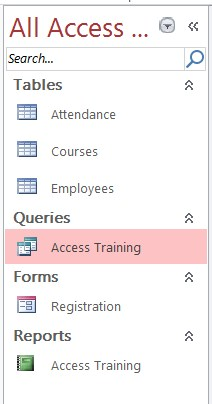 All Access ...
Search...
Tables
Attendance
Courses
Employees
Queries
Access Training
Forms
Registration
Reports
Access Training